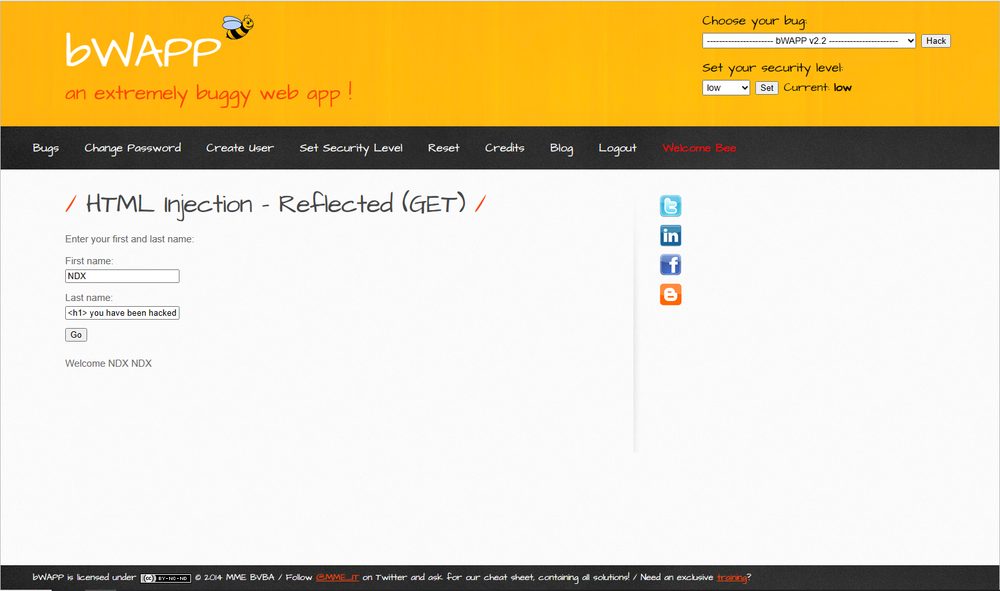 bWAPP
an extremely buggy web app !
Choose your bug:
---------------------- bWAPP v2.2 ----------------------- Hack
Set your security level:
low Set Current: low
Bugs Change Password Create User Set Security Level Reset Credits Blog Logout Welcome Bee
/ HTML Injection - Reflected (GET) /
Enter your first and last name:
First name:
NDX
Last name:
<h1> you have been hacked
Go
Welcome NDX NDX
bWAPP is licensed under (cc) BY-NC-ND © 2014 MME BVBA / Follow @MME_IT on Twitter and ask for our cheat sheet, containing all solutions! / Need an exclusive training?